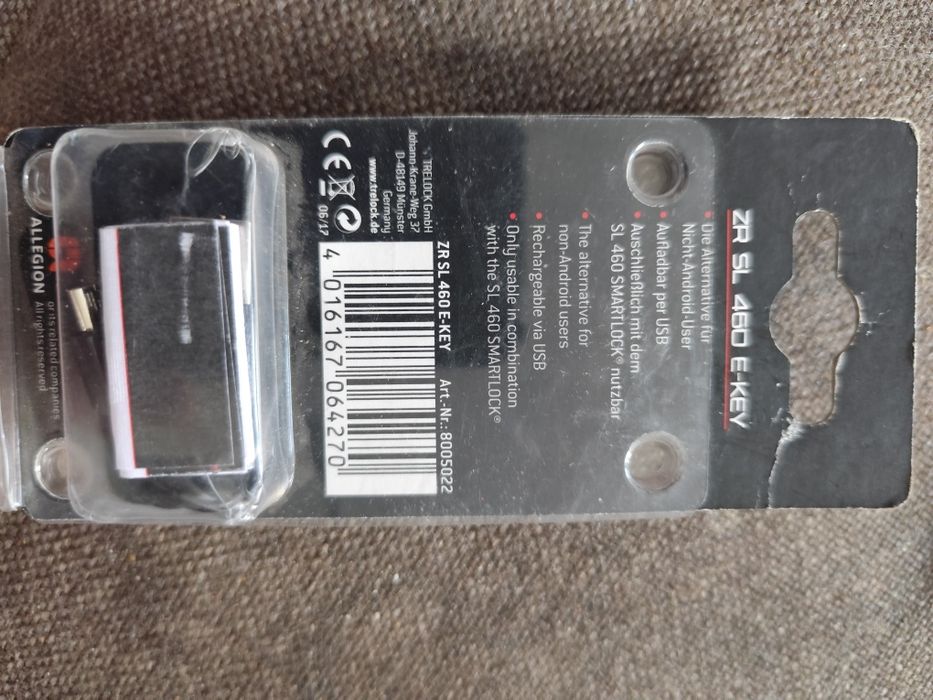 ZR SL 460 E-KEY
• Die Alternative für
Nicht-Android-User
• Aufladbar per USB
• Auschließlich mit dem
SL 460 SMARTLOCK® nutzbar
• The alternative for
non-Android users
• Rechargeable via USB
• Only usable in combination
with the SL 460 SMARTLOCK®
TRELOCK GmbH
Johann-Krane-Weg 37
D-48149 Münster
Germany
www.trelock.de
CE 06/17
ZR SL 460 E-KEY Art.-Nr.: 8005022
4 016167 064270
ALLEGION
or its related companies
All rights reserved